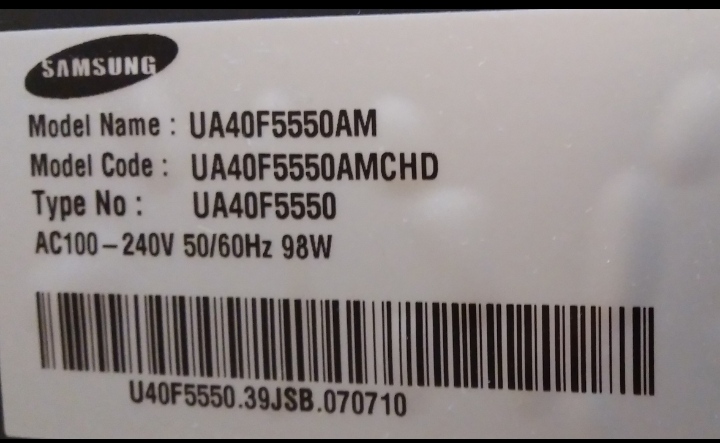 SAMSUNG
Model Name : UA40F5550AM
Model Code : UA40F5550AMCHD
Type No : UA40F5550
AC100-240V 50/60Hz 98W
U40F5550.39JSB.070710